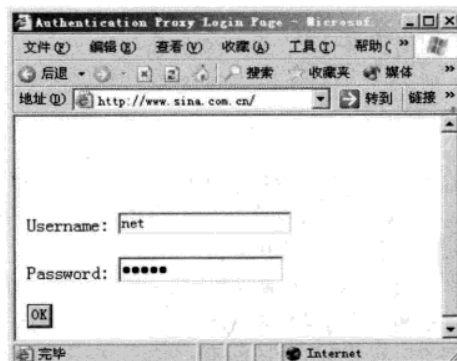 Authentication Proxy Login Page - Microsof
文件(F) 编辑(E) 查看(V) 收藏(A) 工具(T) 帮助( »
后退 搜索 收藏夹 媒体 »
地址(D) http://www.sina.com.cn/ 转到 链接 »
Username: net
Password: ●●●●●
OK
完毕 Internet